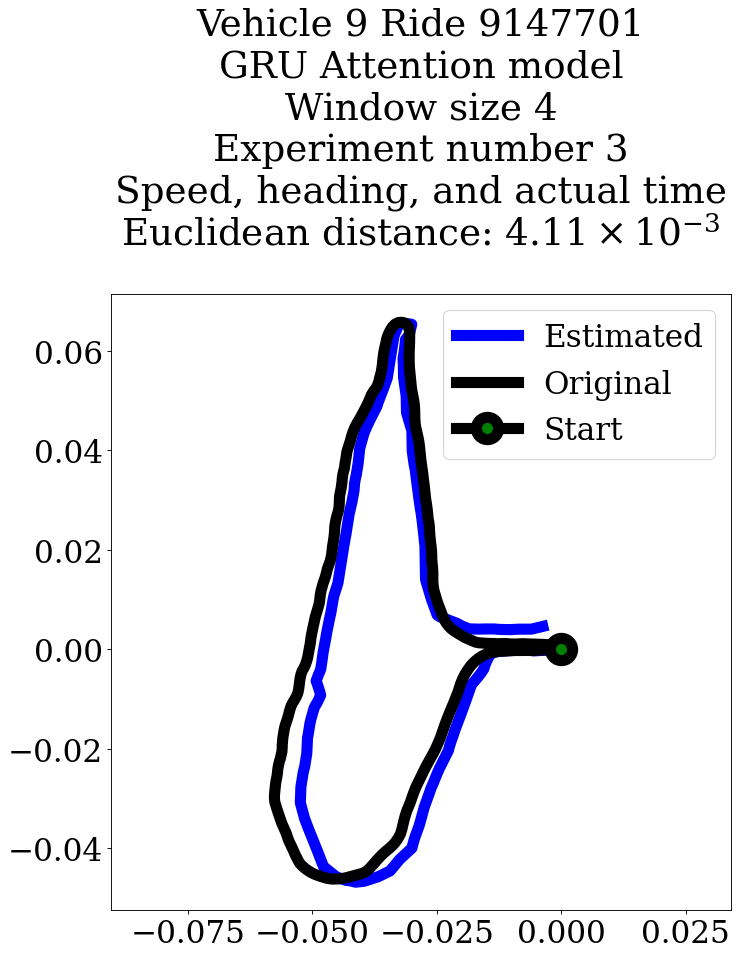 Vehicle 9 Ride 9147701
GRU Attention model
Window size 4
Experiment number 3
Speed, heading, and actual time
Euclidean distance: 4.11 × 10⁻³
Estimated
Original
Start
0.06
0.04
0.02
0.00
−0.02
−0.04
−0.075 −0.050 −0.025 0.000 0.025